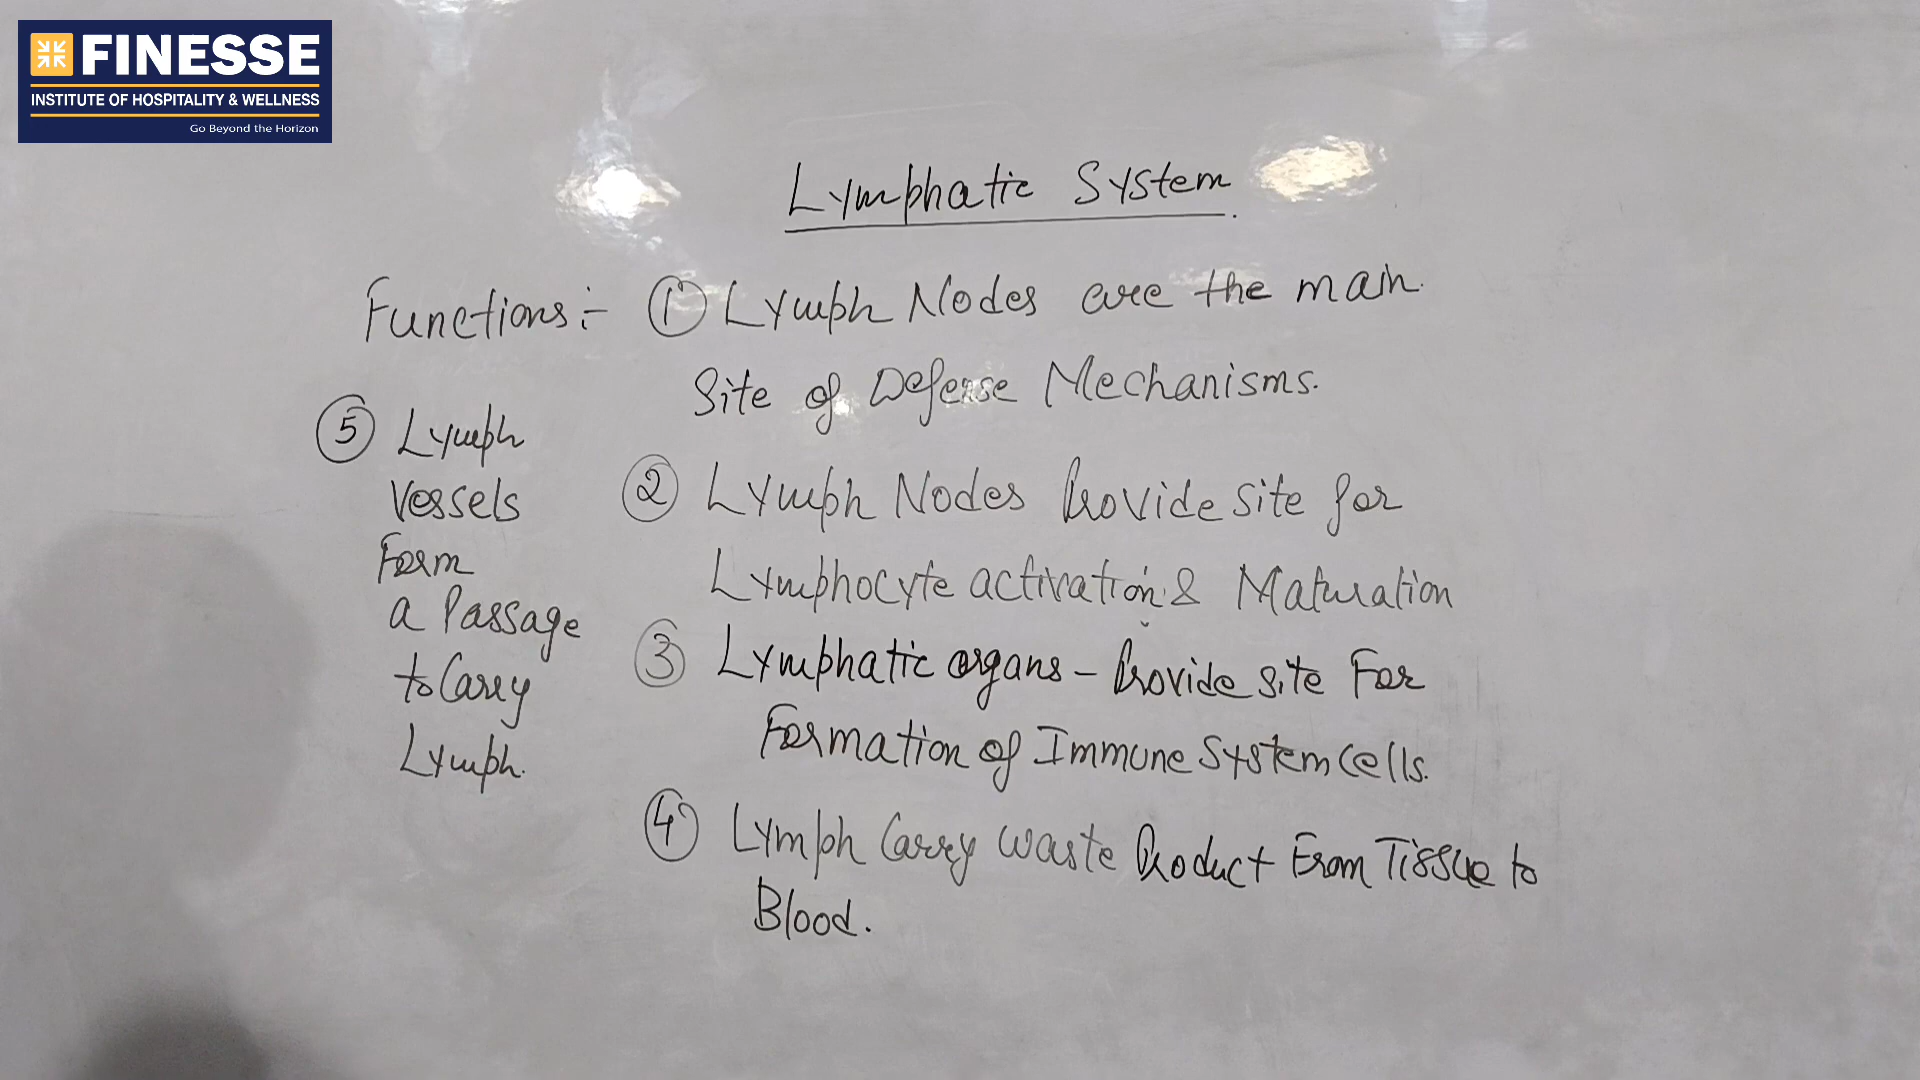 FINESSE
INSTITUTE OF HOSPITALITY & WELLNESS
Go Beyond the Horizon
Lymphatic System.
Functions :- ① Lymph Nodes are the main
Site of Defense Mechanisms.
② Lymph Nodes Provide site for
Lymphocyte activation & Maturation
③ Lymphatic organs - Provide site For
Formation of Immune System cells.
④ Lymph Carry waste Product From Tissue to
Blood.
⑤ Lymph
Vessels
Form
a Passage
to Carry
Lymph.